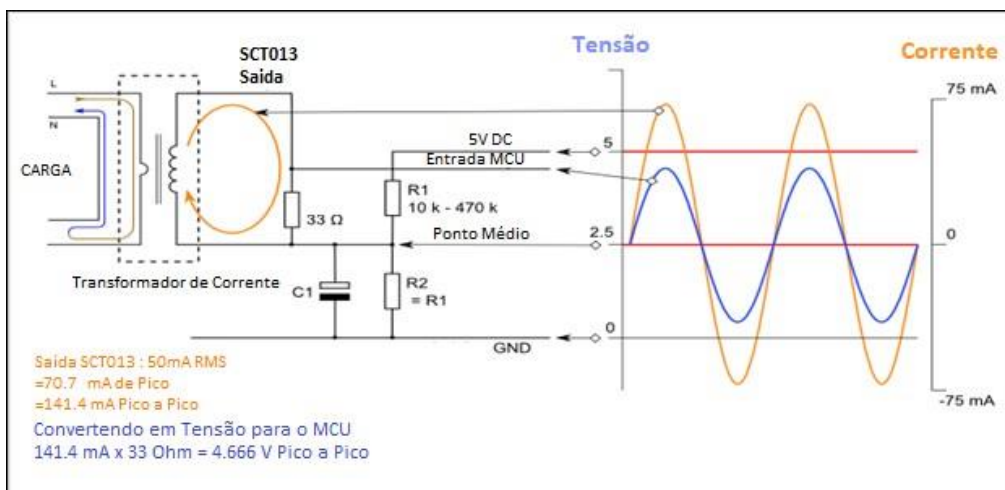 SCT013
Saida
Tensão
Corrente
L
N
CARGA
Transformador de Corrente
33 Ω
C1
5V DC
Entrada MCU
R1
10 k - 470 k
Ponto Médio
R2
= R1
GND
5
2.5
0
75 mA
0
-75 mA
Saida SCT013 : 50mA RMS
=70.7 mA de Pico
=141.4 mA Pico a Pico
Convertendo em Tensão para o MCU
141.4 mA x 33 Ohm = 4.666 V Pico a Pico